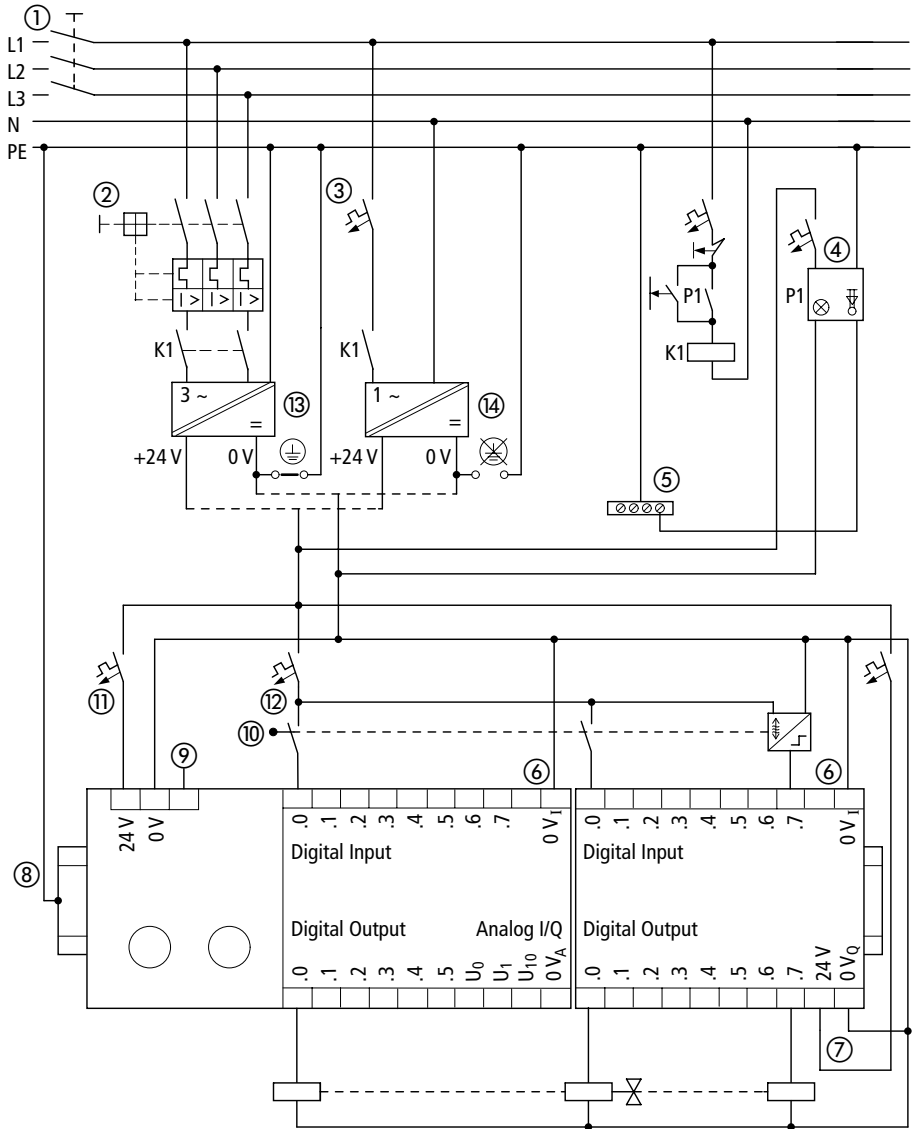 ①
L1
L2
L3
N
PE
②
③
④
P1
P1
I > I > I >
K1
K1
K1
3 ~
=
⑬
1 ~
=
⑭
+24 V
0 V
+24 V
0 V
⑤
⑪
⑫
⑩
⑨
⑥
⑥
24 V
0 V
.0 .1 .2 .3 .4 .5 .6 .7 0 VI
Digital Input
.0 .1 .2 .3 .4 .5 .6 .7 0 VI
Digital Input
⑧
Digital Output
Analog I/Q
.0 .1 .2 .3 .4 .5 U0 U1 U10 0 VA
Digital Output
.0 .1 .2 .3 .4 .5 .6 .7 24 V 0 VQ
⑦